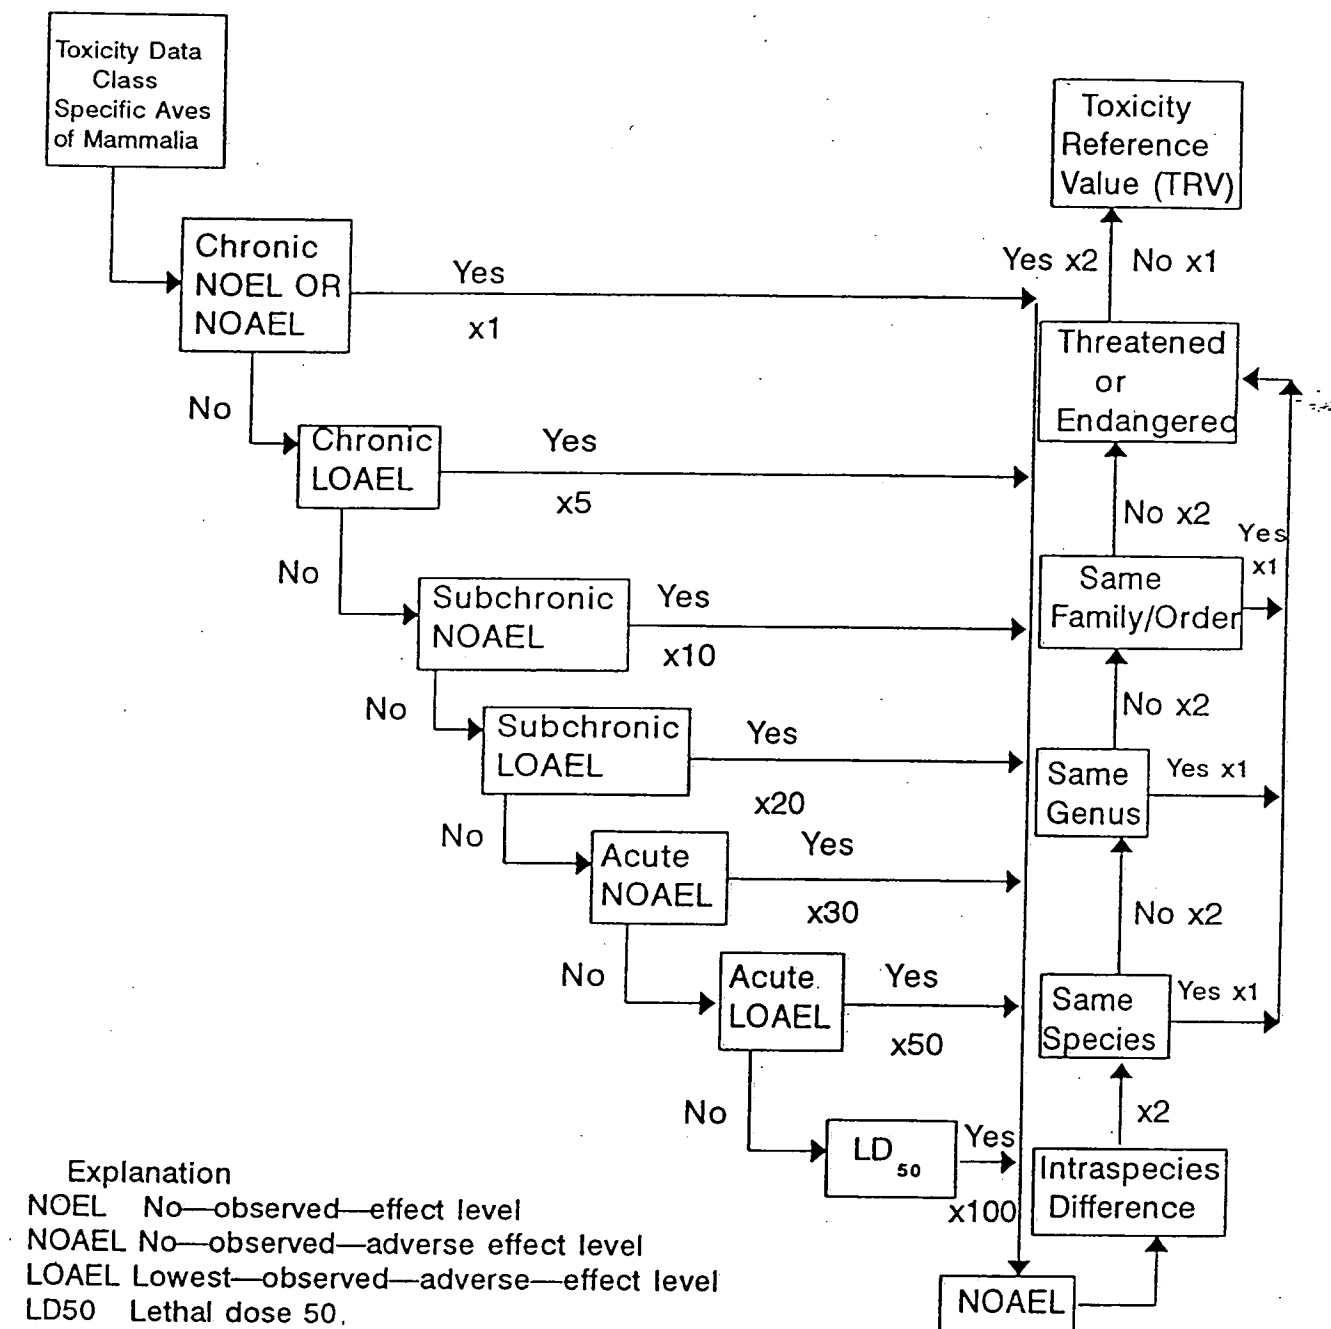 Toxicity Data
Class
Specific Aves
of Mammalia
Chronic
NOEL OR
NOAEL
Yes
x1
No
Chronic
LOAEL
Yes
x5
No
Subchronic
NOAEL
Yes
x10
No
Subchronic
LOAEL
Yes
x20
No
Acute
NOAEL
Yes
x30
No
Acute
LOAEL
Yes
x50
No
LD50
Yes
x100
NOAEL
Intraspecies
Difference
x2
Same
Species
Yes x1
No x2
Same
Genus
Yes x1
No x2
Same
Family/Order
Yes
x1
No x2
Threatened
or
Endangered
Yes x2
No x1
Toxicity
Reference
Value (TRV)
Explanation
NOEL No—observed—effect level
NOAEL No—observed—adverse effect level
LOAEL Lowest—observed—adverse—effect level
LD50 Lethal dose 50.